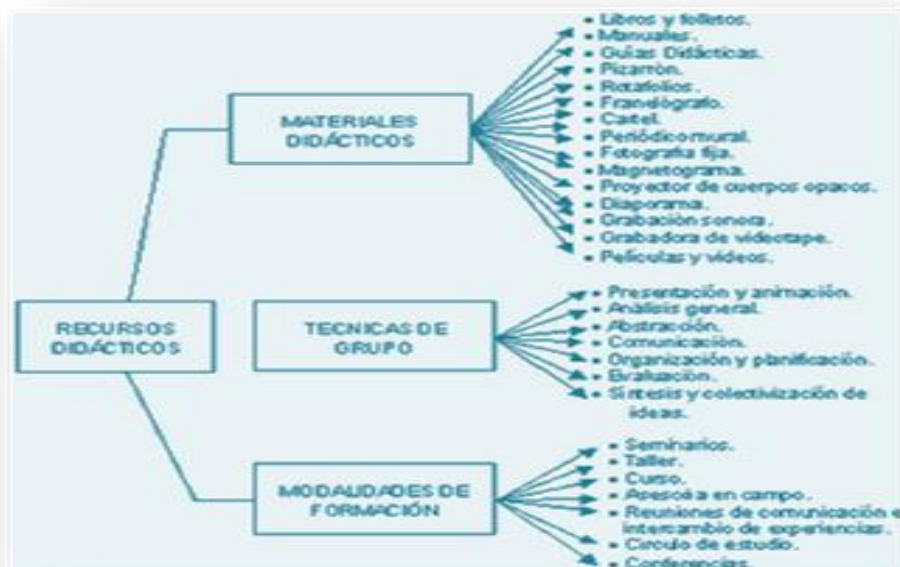 • Libros y folletos.
• Manuales.
• Guías Didácticas.
• Pizarrón.
• Rotafolios.
• Franelógrafo.
• Cartel.
• Periódico mural.
• Fotografía fija.
• Magnetograma.
• Proyector de cuerpos opacos.
• Diaporama.
• Grabación sonora.
• Grabadora de videotape.
• Películas y vídeos.
MATERIALES
DIDÁCTICOS
RECURSOS
DIDÁCTICOS
TECNICAS DE
GRUPO
• Presentación y animación.
• Análisis general.
• Abstracción.
• Comunicación.
• Organización y planificación.
• Evaluación.
• Síntesis y colectivización de
ideas.
MODALIDADES DE
FORMACIÓN
• Seminarios.
• Taller.
• Curso.
• Asesoría en campo.
• Reuniones de comunicación e
intercambio de experiencias.
• Circulo de estudio.
• Conferencias.